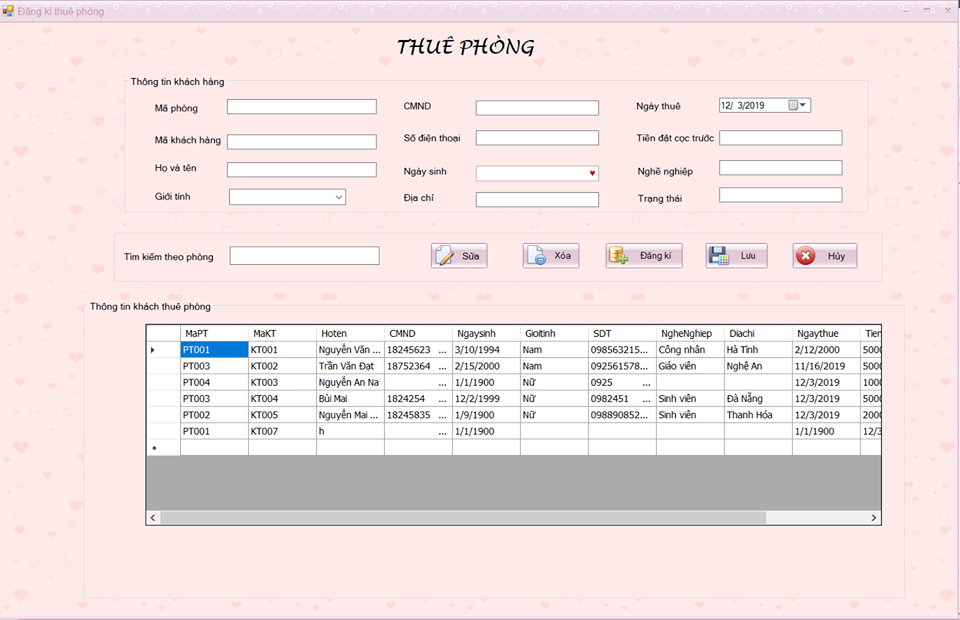 Đăng kí thuê phòng
THUÊ PHÒNG
Thông tin khách hàng
Mã phòng CMND Ngày thuê 12/ 3/2019
Mã khách hàng Số điện thoại Tiền đặt cọc trước
Họ và tên Ngày sinh Nghề nghiệp
Giới tính Địa chỉ Trạng thái
Tìm kiếm theo phòng Sửa Xóa Đăng kí Lưu Hủy
Thông tin khách thuê phòng
MaPT MaKT Hoten CMND Ngaysinh Gioitinh SDT NgheNghiep Diachi Ngaythue Tien
PT001 KT001 Nguyễn Văn ... 18245623 ... 3/10/1994 Nam 098563215... Công nhân Hà Tĩnh 2/12/2000 5000
PT003 KT002 Trần Văn Đạt 18752364 ... 2/15/2000 Nam 092561578... Giáo viên Nghệ An 11/16/2019 5000
PT004 KT003 Nguyễn An Na ... 1/1/1900 Nữ 0925 ... 12/3/2019 1000
PT003 KT004 Bùi Mai 1824254 ... 12/2/1999 Nữ 0982451 ... Sinh viên Đà Nẵng 12/3/2019 5000
PT002 KT005 Nguyễn Mai ... 18245835 ... 1/9/1900 Nữ 098890852... Sinh viên Thanh Hóa 12/3/2019 2000
PT001 KT007 h ... 1/1/1900 1/1/1900 12/3